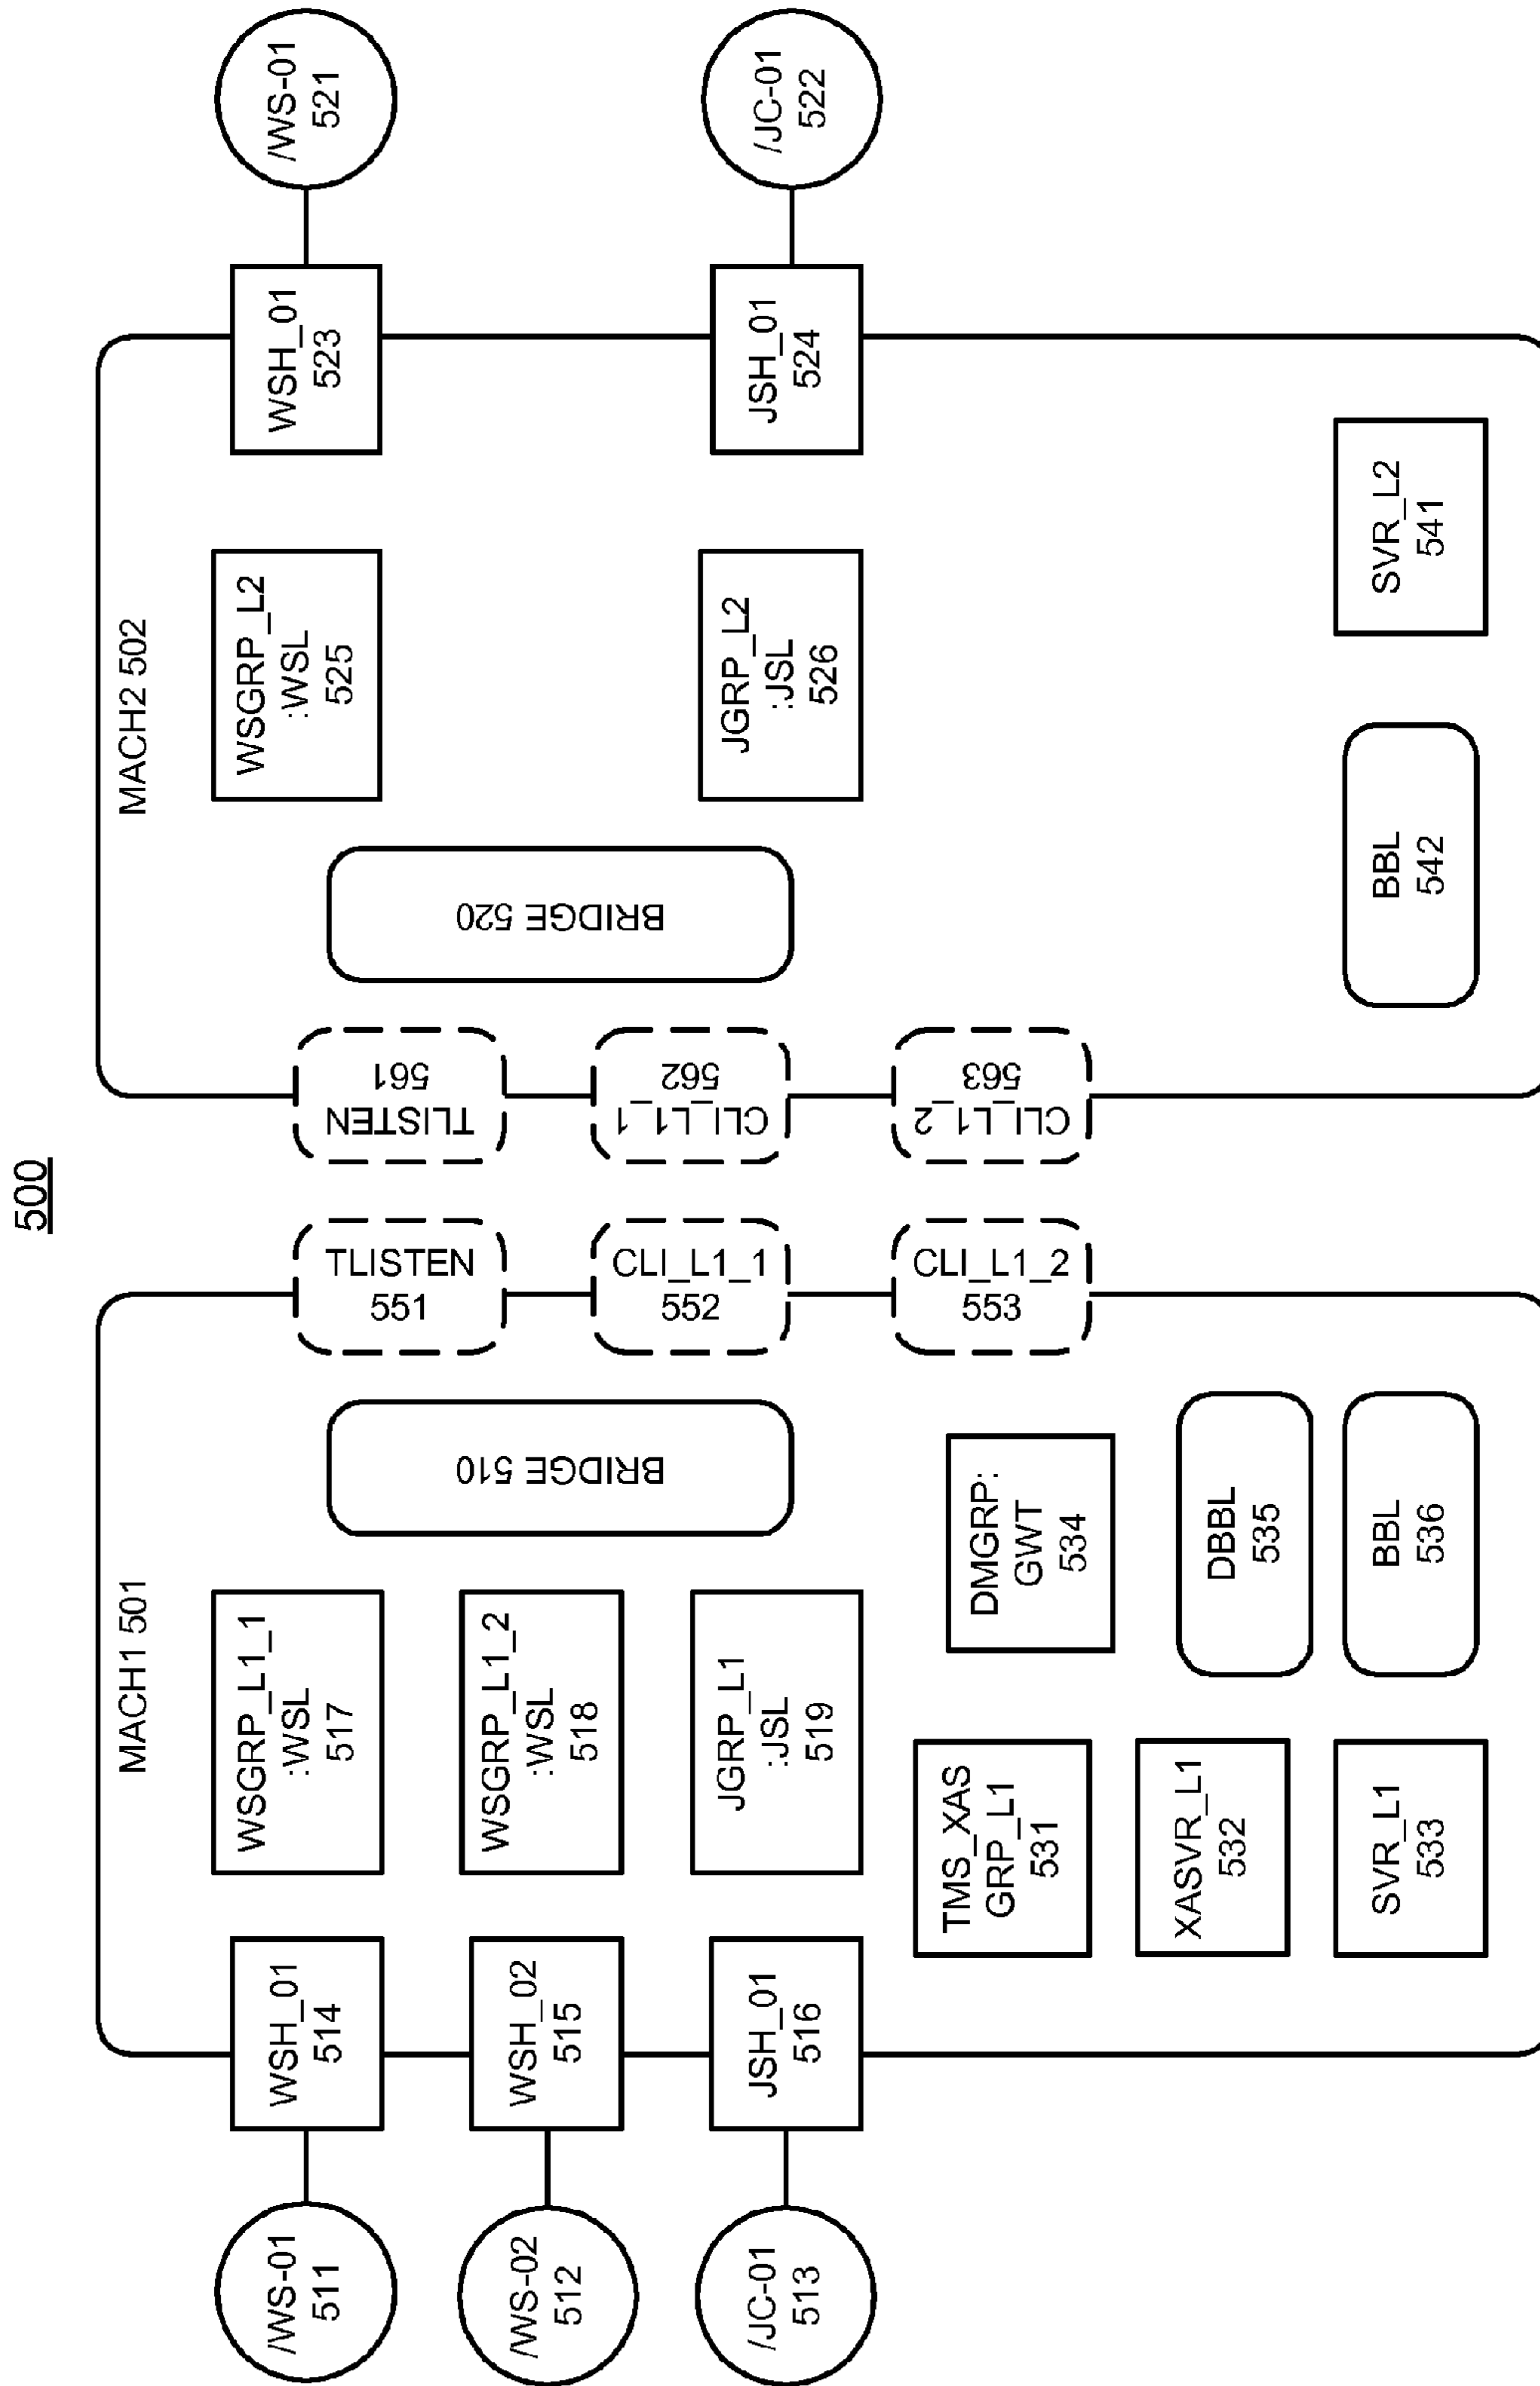 500
MACH1 501
MACH2 502
/WS-01
511
WSH_01
514
WSGRP_L1_1
:WSL
517
BRIDGE 510
TLISTEN
551
TLISTEN
561
BRIDGE 520
WSGRP_L2
:WSL
525
WSH_01
523
/WS-01
521
/WS-02
512
WSH_02
515
WSGRP_L1_2
:WSL
518
CLI_L1_1
552
CLI_L1_1
562
/JC-01
513
JSH_01
516
JGRP_L1
:JSL
519
JGRP_L2
:JSL
526
JSH_01
524
/JC-01
522
TMS_XAS
GRP_L1
531
DMGRP:
GWT
534
CLI_L1_2
553
CLI_L1_2
563
XASVR_L1
532
DBBL
535
SVR_L1
533
BBL
536
BBL
542
SVR_L2
541